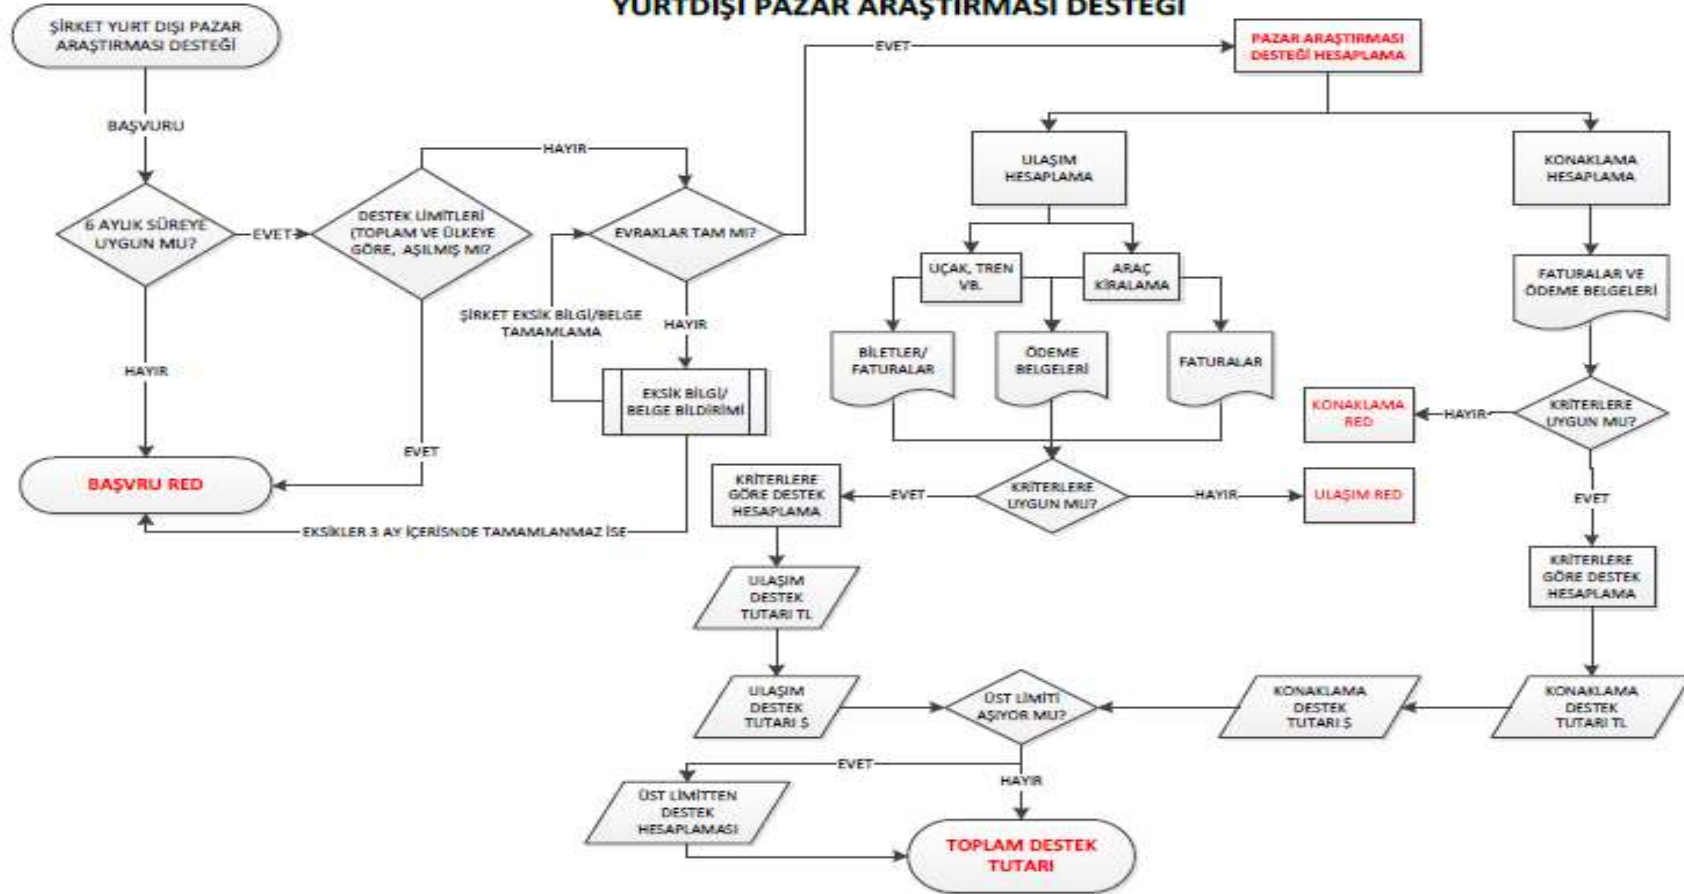 YURTDIŞI PAZAR ARAŞTIRMASI DESTEĞİ
ŞİRKET YURT DIŞI PAZAR
ARAŞTIRMASI DESTEĞİ
BAŞVURU
6 AYLIK SÜREYE
UYGUN MU?
EVET
HAYIR
DESTEK LİMİTLERİ
(TOPLAM VE ÜLKEYE
GÖRE, AŞILMIŞ MI?
HAYIR
EVET
EVRAKLAR TAM MI?
EVET
HAYIR
ŞİRKET EKSİK BİLGİ/BELGE
TAMAMLAMA
EKSİK BİLGİ/
BELGE BİLDİRİMİ
BAŞVRU RED
EKSİKLER 3 AY İÇERİSNDE TAMAMLANMAZ İSE
PAZAR ARAŞTIRMASI
DESTEĞİ HESAPLAMA
ULAŞIM
HESAPLAMA
KONAKLAMA
HESAPLAMA
UÇAK, TREN
VB.
ARAÇ
KİRALAMA
BİLETLER/
FATURALAR
ÖDEME
BELGELERİ
FATURALAR
FATURALAR VE
ÖDEME BELGELERİ
KRİTERLERE
UYGUN MU?
HAYIR
KONAKLAMA
RED
EVET
KRİTERLERE
UYGUN MU?
HAYIR
ULAŞIM RED
EVET
KRİTERLERE
GÖRE DESTEK
HESAPLAMA
KRİTERLERE
GÖRE DESTEK
HESAPLAMA
ULAŞIM
DESTEK
TUTARI TL
ULAŞIM
DESTEK
TUTARI $
KONAKLAMA
DESTEK
TUTARI TL
KONAKLAMA
DESTEK
TUTARI $
ÜST LİMİTİ
AŞIYOR MU?
EVET
HAYIR
ÜST LİMİTTEN
DESTEK
HESAPLAMASI
TOPLAM DESTEK
TUTARI